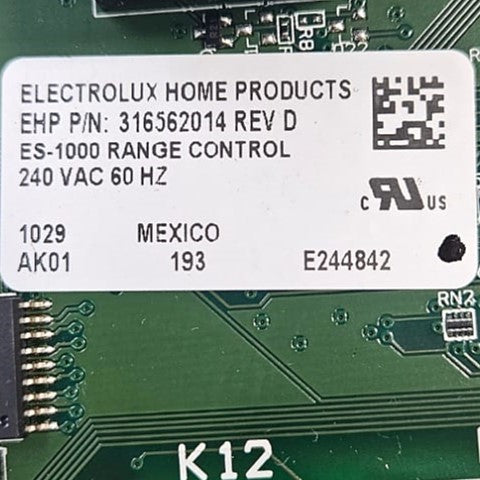 ELECTROLUX HOME PRODUCTS
EHP P/N: 316562014 REV D
ES-1000 RANGE CONTROL
240 VAC 60 HZ
c RU US
1029 MEXICO
AK01 193 E244842
RN2
K12